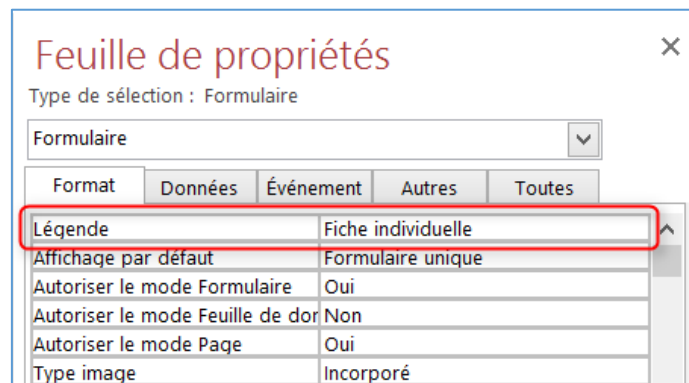 Feuille de propriétés
Type de sélection : Formulaire
Formulaire
Format Données Événement Autres Toutes
Légende Fiche individuelle
Affichage par défaut Formulaire unique
Autoriser le mode Formulaire Oui
Autoriser le mode Feuille de dor Non
Autoriser le mode Page Oui
Type image Incorporé